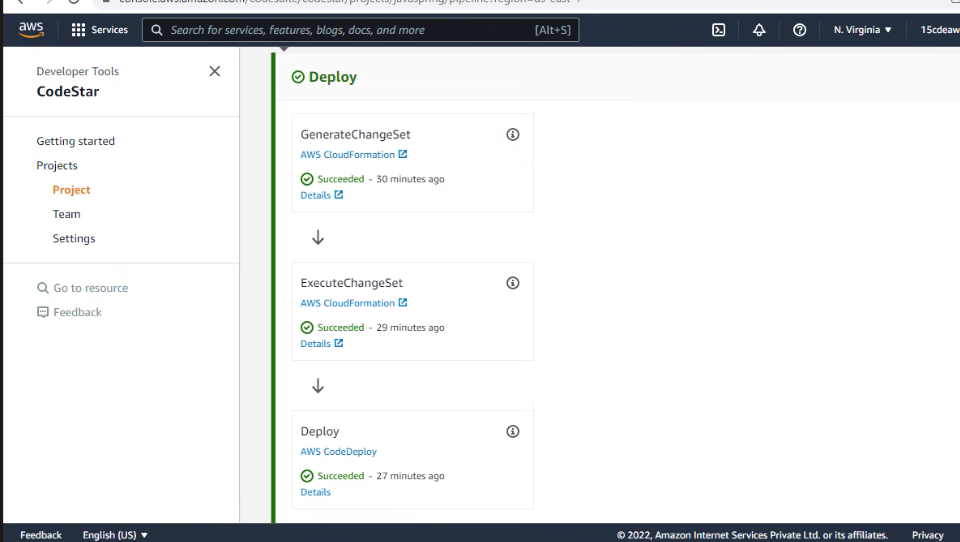 console.aws.amazon.com/codesuite/codestar/projects/javaspring/pipeline?region=us-east-1
aws
Services
Search for services, features, blogs, docs, and more
[Alt+S]
N. Virginia
15cdeaw
Developer Tools
CodeStar
Getting started
Projects
Project
Team
Settings
Go to resource
Feedback
Deploy
GenerateChangeSet
AWS CloudFormation
Succeeded - 30 minutes ago
Details
ExecuteChangeSet
AWS CloudFormation
Succeeded - 29 minutes ago
Details
Deploy
AWS CodeDeploy
Succeeded - 27 minutes ago
Details
Feedback
English (US)
© 2022, Amazon Internet Services Private Ltd. or its affiliates.
Privacy